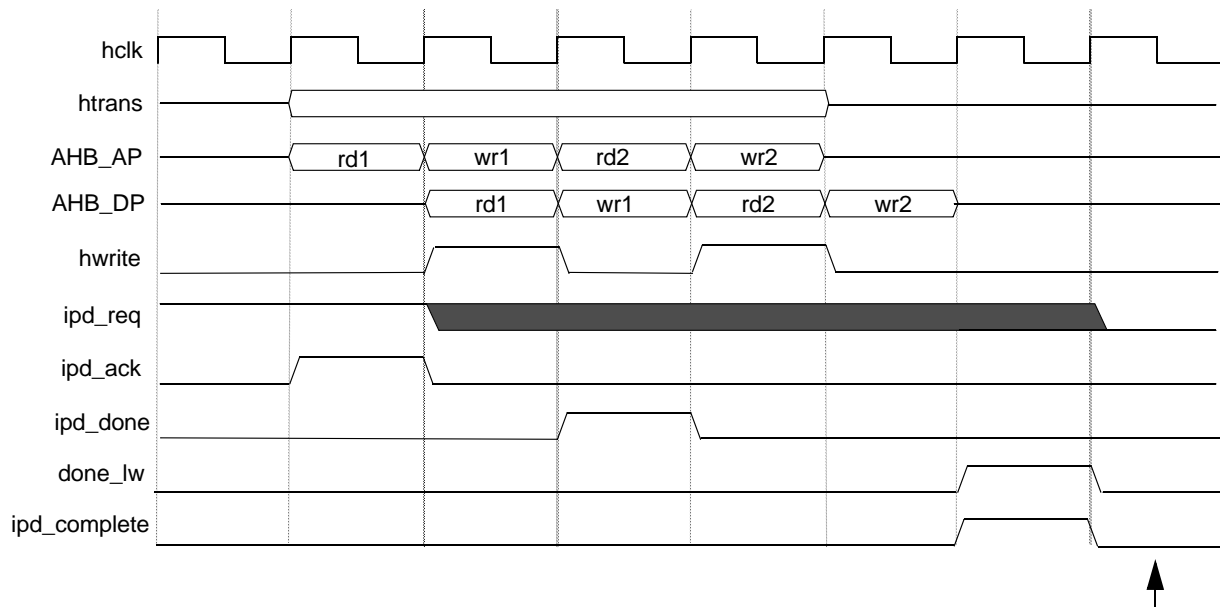 hclk
htrans
AHB_AP rd1 wr1 rd2 wr2
AHB_DP rd1 wr1 rd2 wr2
hwrite
ipd_req
ipd_ack
ipd_done
done_lw
ipd_complete